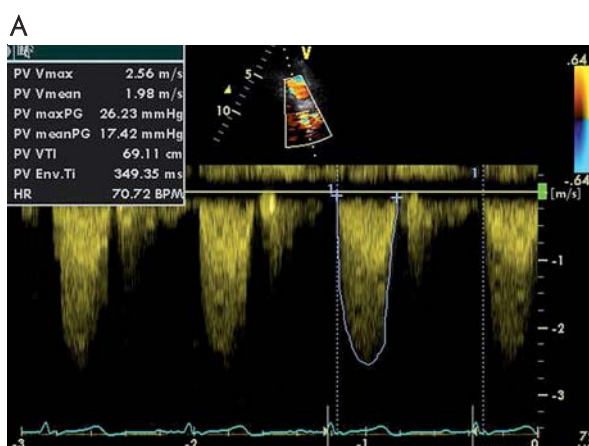 A
V
PV Vmax 2.56 m/s
PV Vmean 1.98 m/s
PV maxPG 26.23 mmHg
PV meanPG 17.42 mmHg
PV VTI 69.11 cm
PV Env.Ti 349.35 ms
HR 70.72 BPM
5
10
.64
-.64
1
1
[m/s]
-1
-2
-3
-3
-2
-1
0